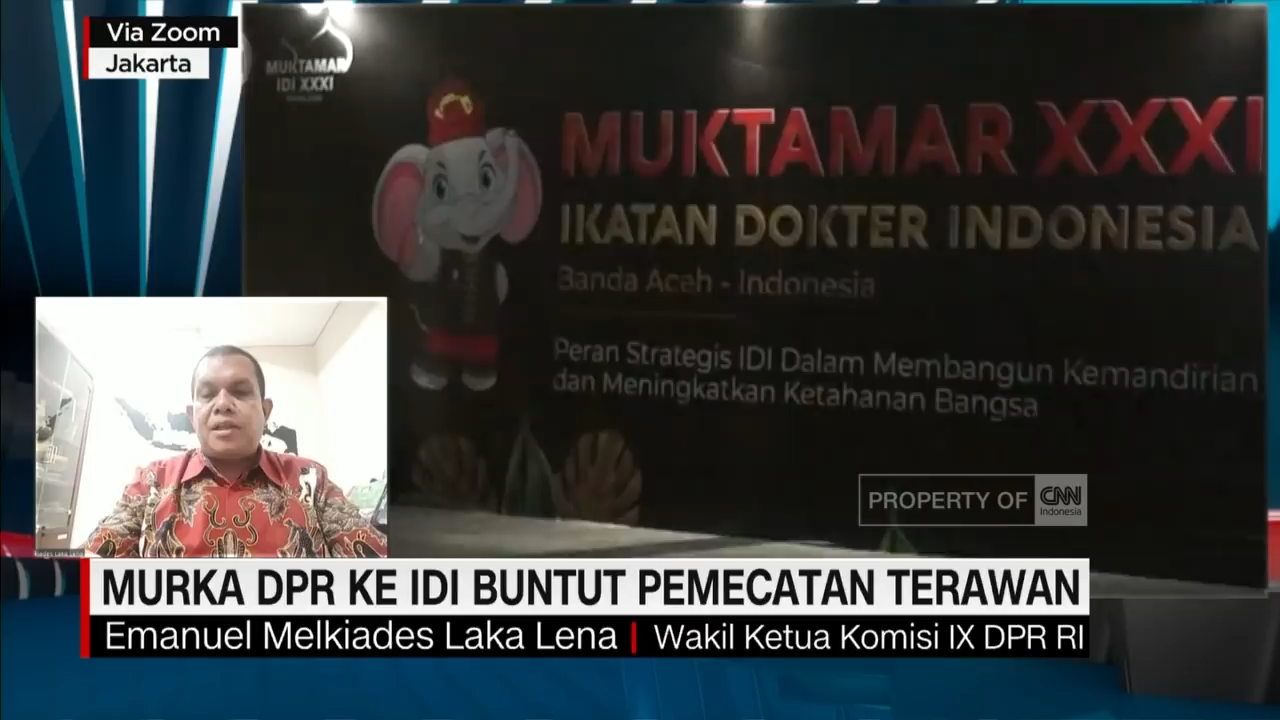 Via Zoom
Jakarta
MUKTAMAR
IDI XXXI
MUKTAMAR XXXI
IKATAN DOKTER INDONESIA
Banda Aceh - Indonesia
Peran Strategis IDI Dalam Membangun Kemandirian
dan Meningkatkan Ketahanan Bangsa
PROPERTY OF CNN Indonesia
MURKA DPR KE IDI BUNTUT PEMECATAN TERAWAN
Emanuel Melkiades Laka Lena | Wakil Ketua Komisi IX DPR RI